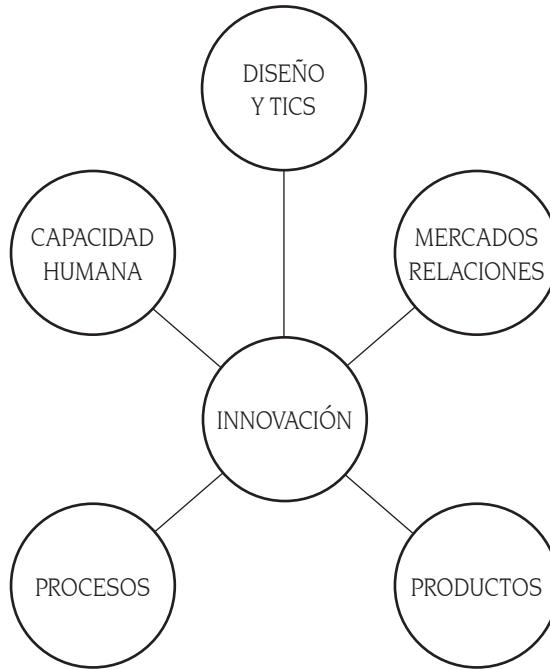 DISEÑO
Y TICS
CAPACIDAD
HUMANA
MERCADOS
RELACIONES
INNOVACIÓN
PROCESOS
PRODUCTOS